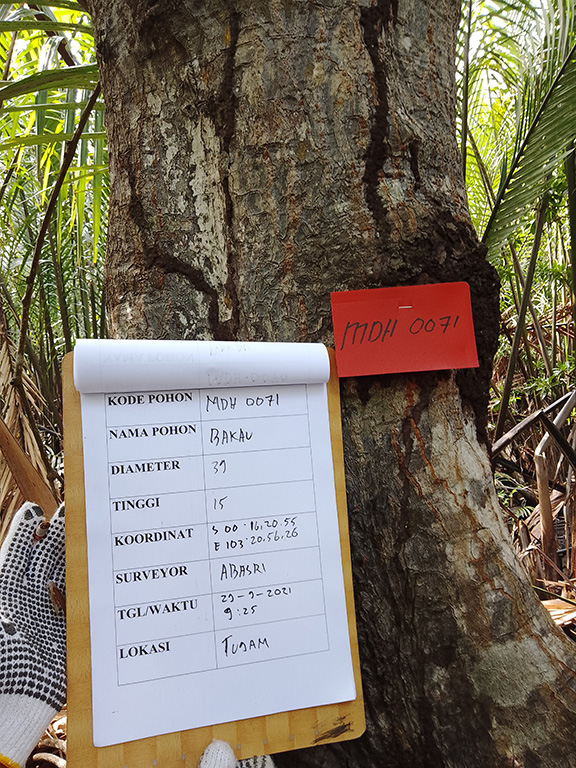 MDH 0071
KODE POHON MDH 0071
NAMA POHON BAKAU
DIAMETER 39
TINGGI 15
KOORDINAT S 00:16,20.55
E 103:20,56,26
SURVEYOR ABASRI
TGL/WAKTU 29-9-2021
9:25
LOKASI